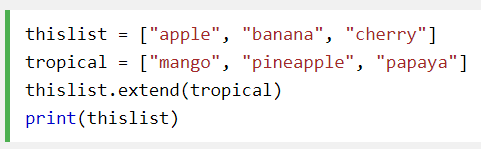 thislist = ["apple", "banana", "cherry"]
tropical = ["mango", "pineapple", "papaya"]
thislist.extend(tropical)
print(thislist)